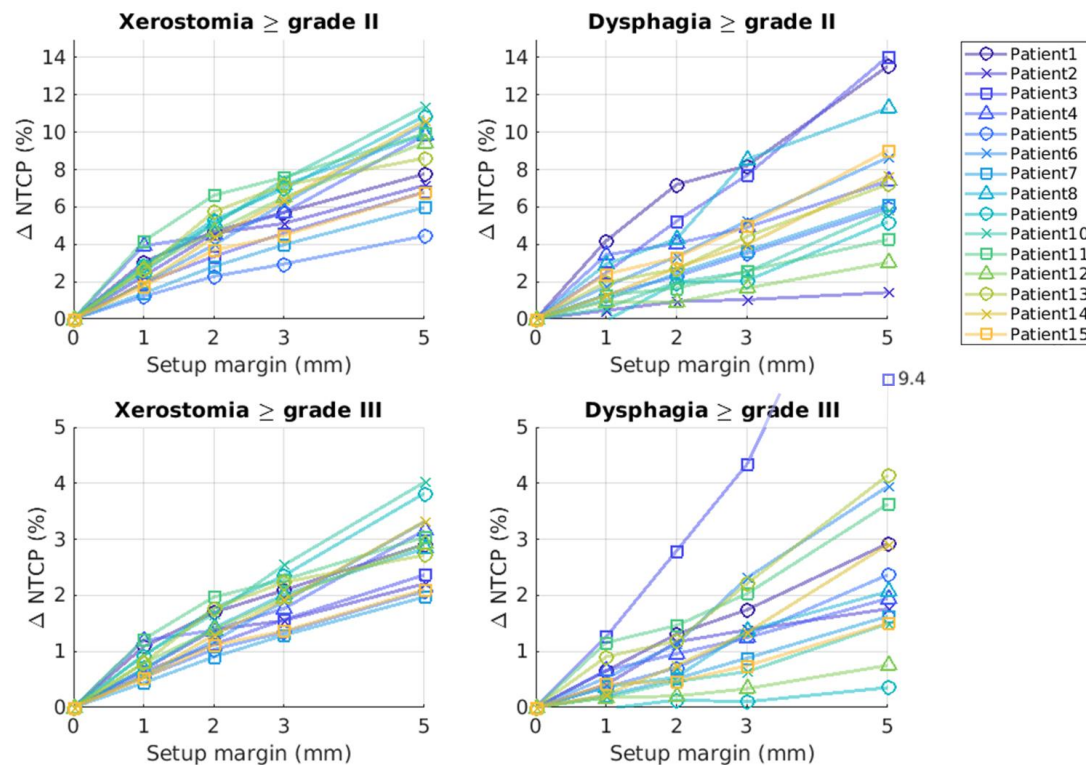 Xerostomia ≥ grade II
Dysphagia ≥ grade II
14
12
10
8
6
4
2
0
Δ NTCP (%)
0 1 2 3 5
Setup margin (mm)
14
12
10
8
6
4
2
0
Δ NTCP (%)
0 1 2 3 5
Setup margin (mm)
Patient1
Patient2
Patient3
Patient4
Patient5
Patient6
Patient7
Patient8
Patient9
Patient10
Patient11
Patient12
Patient13
Patient14
Patient15
Xerostomia ≥ grade III
Dysphagia ≥ grade III
9.4
5
4
3
2
1
0
Δ NTCP (%)
0 1 2 3 5
Setup margin (mm)
5
4
3
2
1
0
Δ NTCP (%)
0 1 2 3 5
Setup margin (mm)